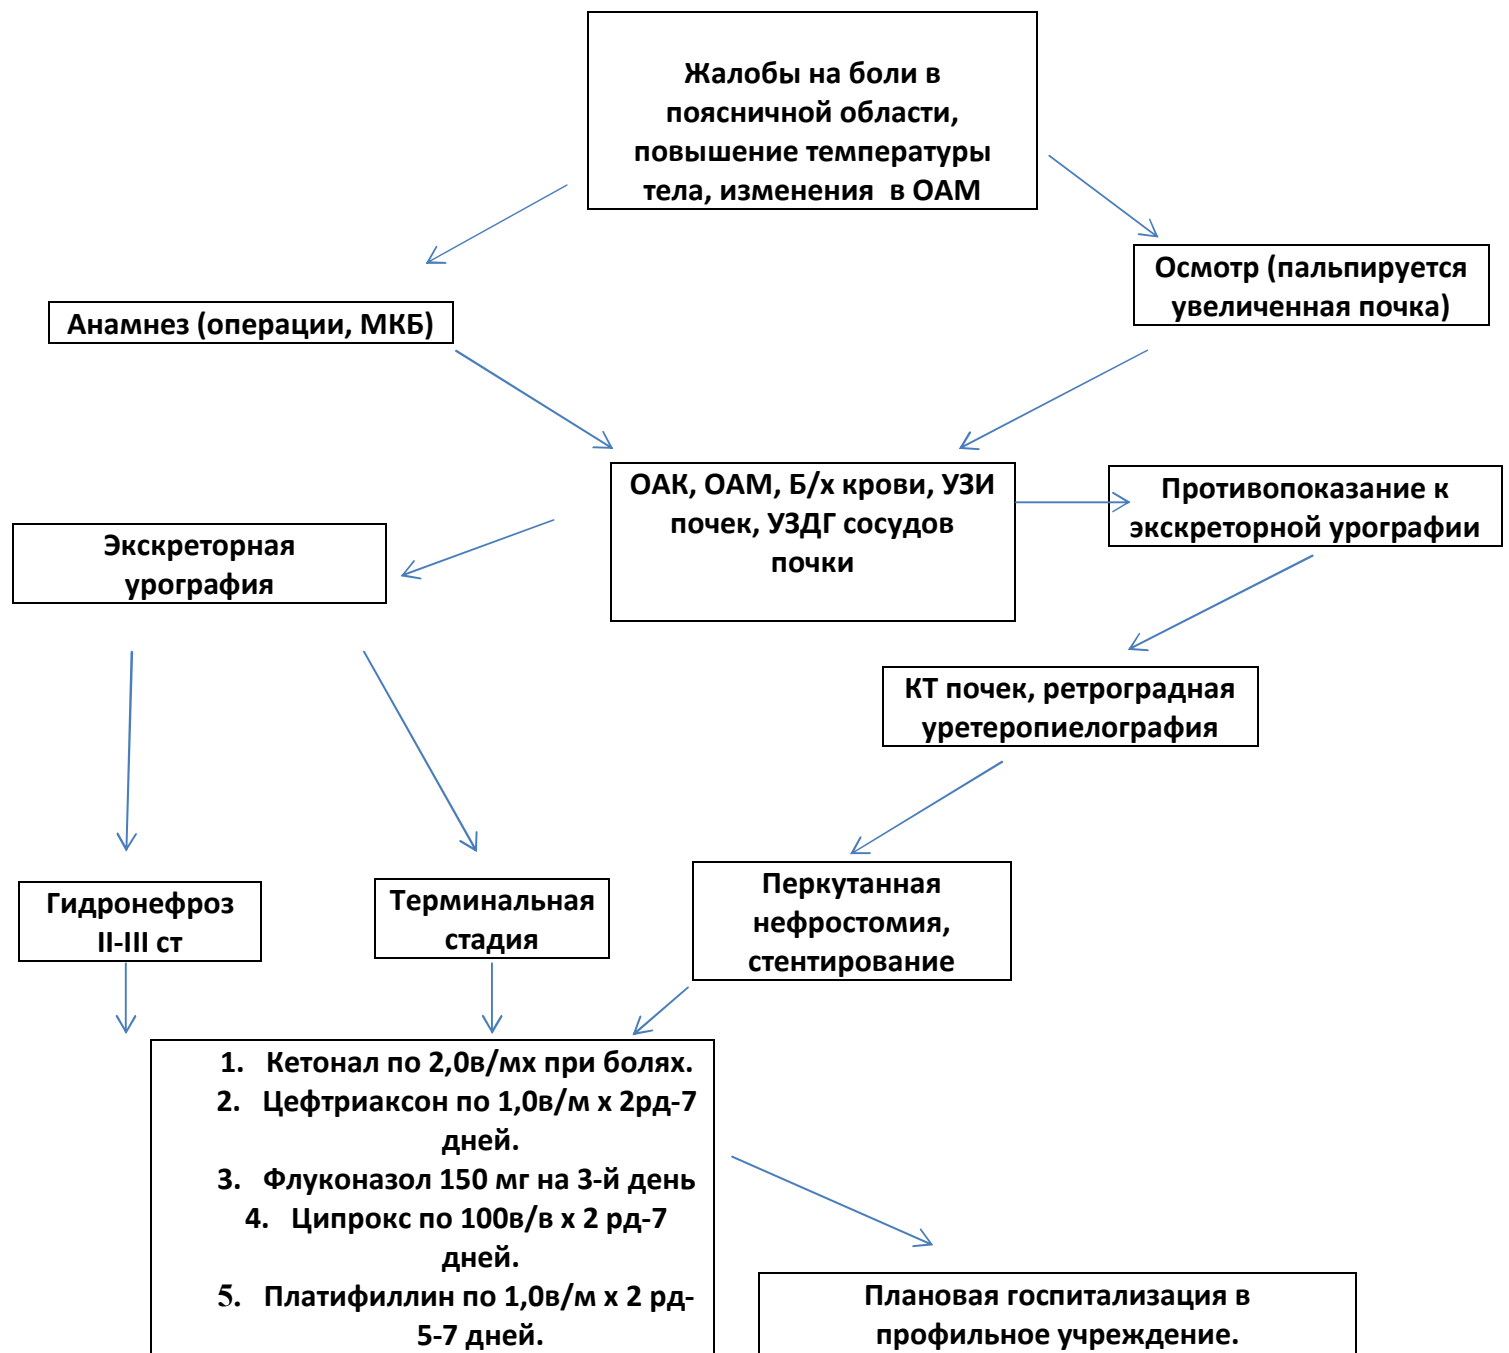 Жалобы на боли в
поясничной области,
повышение температуры
тела, изменения  в ОАМ
Осмотр (пальпируется
увеличенная почка)
Анамнез (операции, МКБ)
ОАК, ОАМ, Б/х крови, УЗИ
почек, УЗДГ сосудов
почки
Противопоказание к
экскреторной урографии
Экскреторная
урография
КТ почек, ретроградная
уретеропиелография
Гидронефроз
II-III ст
Терминальная
стадия
Перкутанная
нефростомия,
стентирование
1. Кетонал по 2,0в/мх при болях.
2. Цефтриаксон по 1,0в/м х 2рд-7
дней.
3. Флуконазол 150 мг на 3-й день
4. Ципрокс по 100в/в х 2 рд-7
дней.
5. Платифиллин по 1,0в/м х 2 рд-
5-7 дней.
Плановая госпитализация в
профильное учреждение.